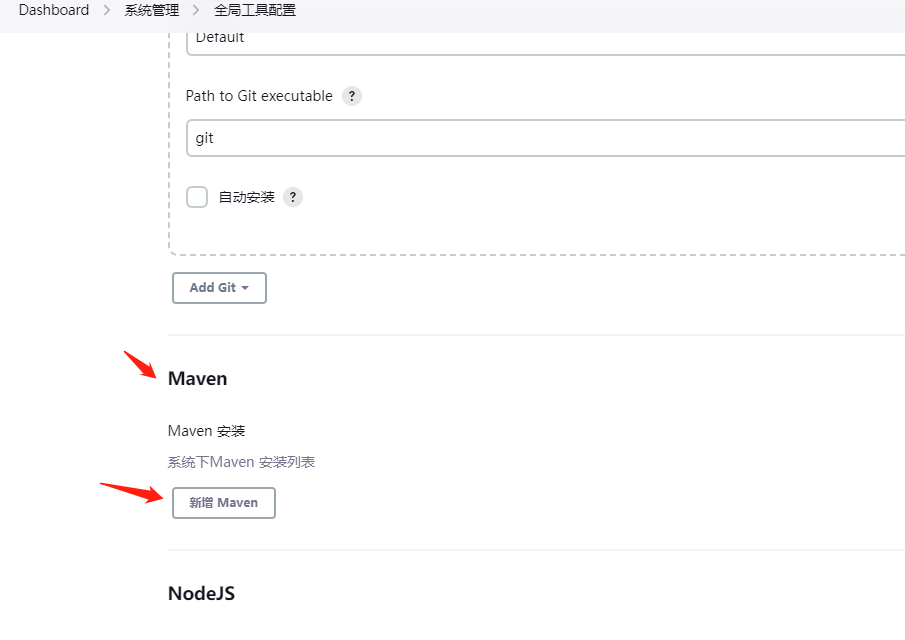 Dashboard > 系统管理 > 全局工具配置
Default
Path to Git executable ?
git
自动安装 ?
Add Git
Maven
Maven 安装
系统下Maven 安装列表
新增 Maven
NodeJS